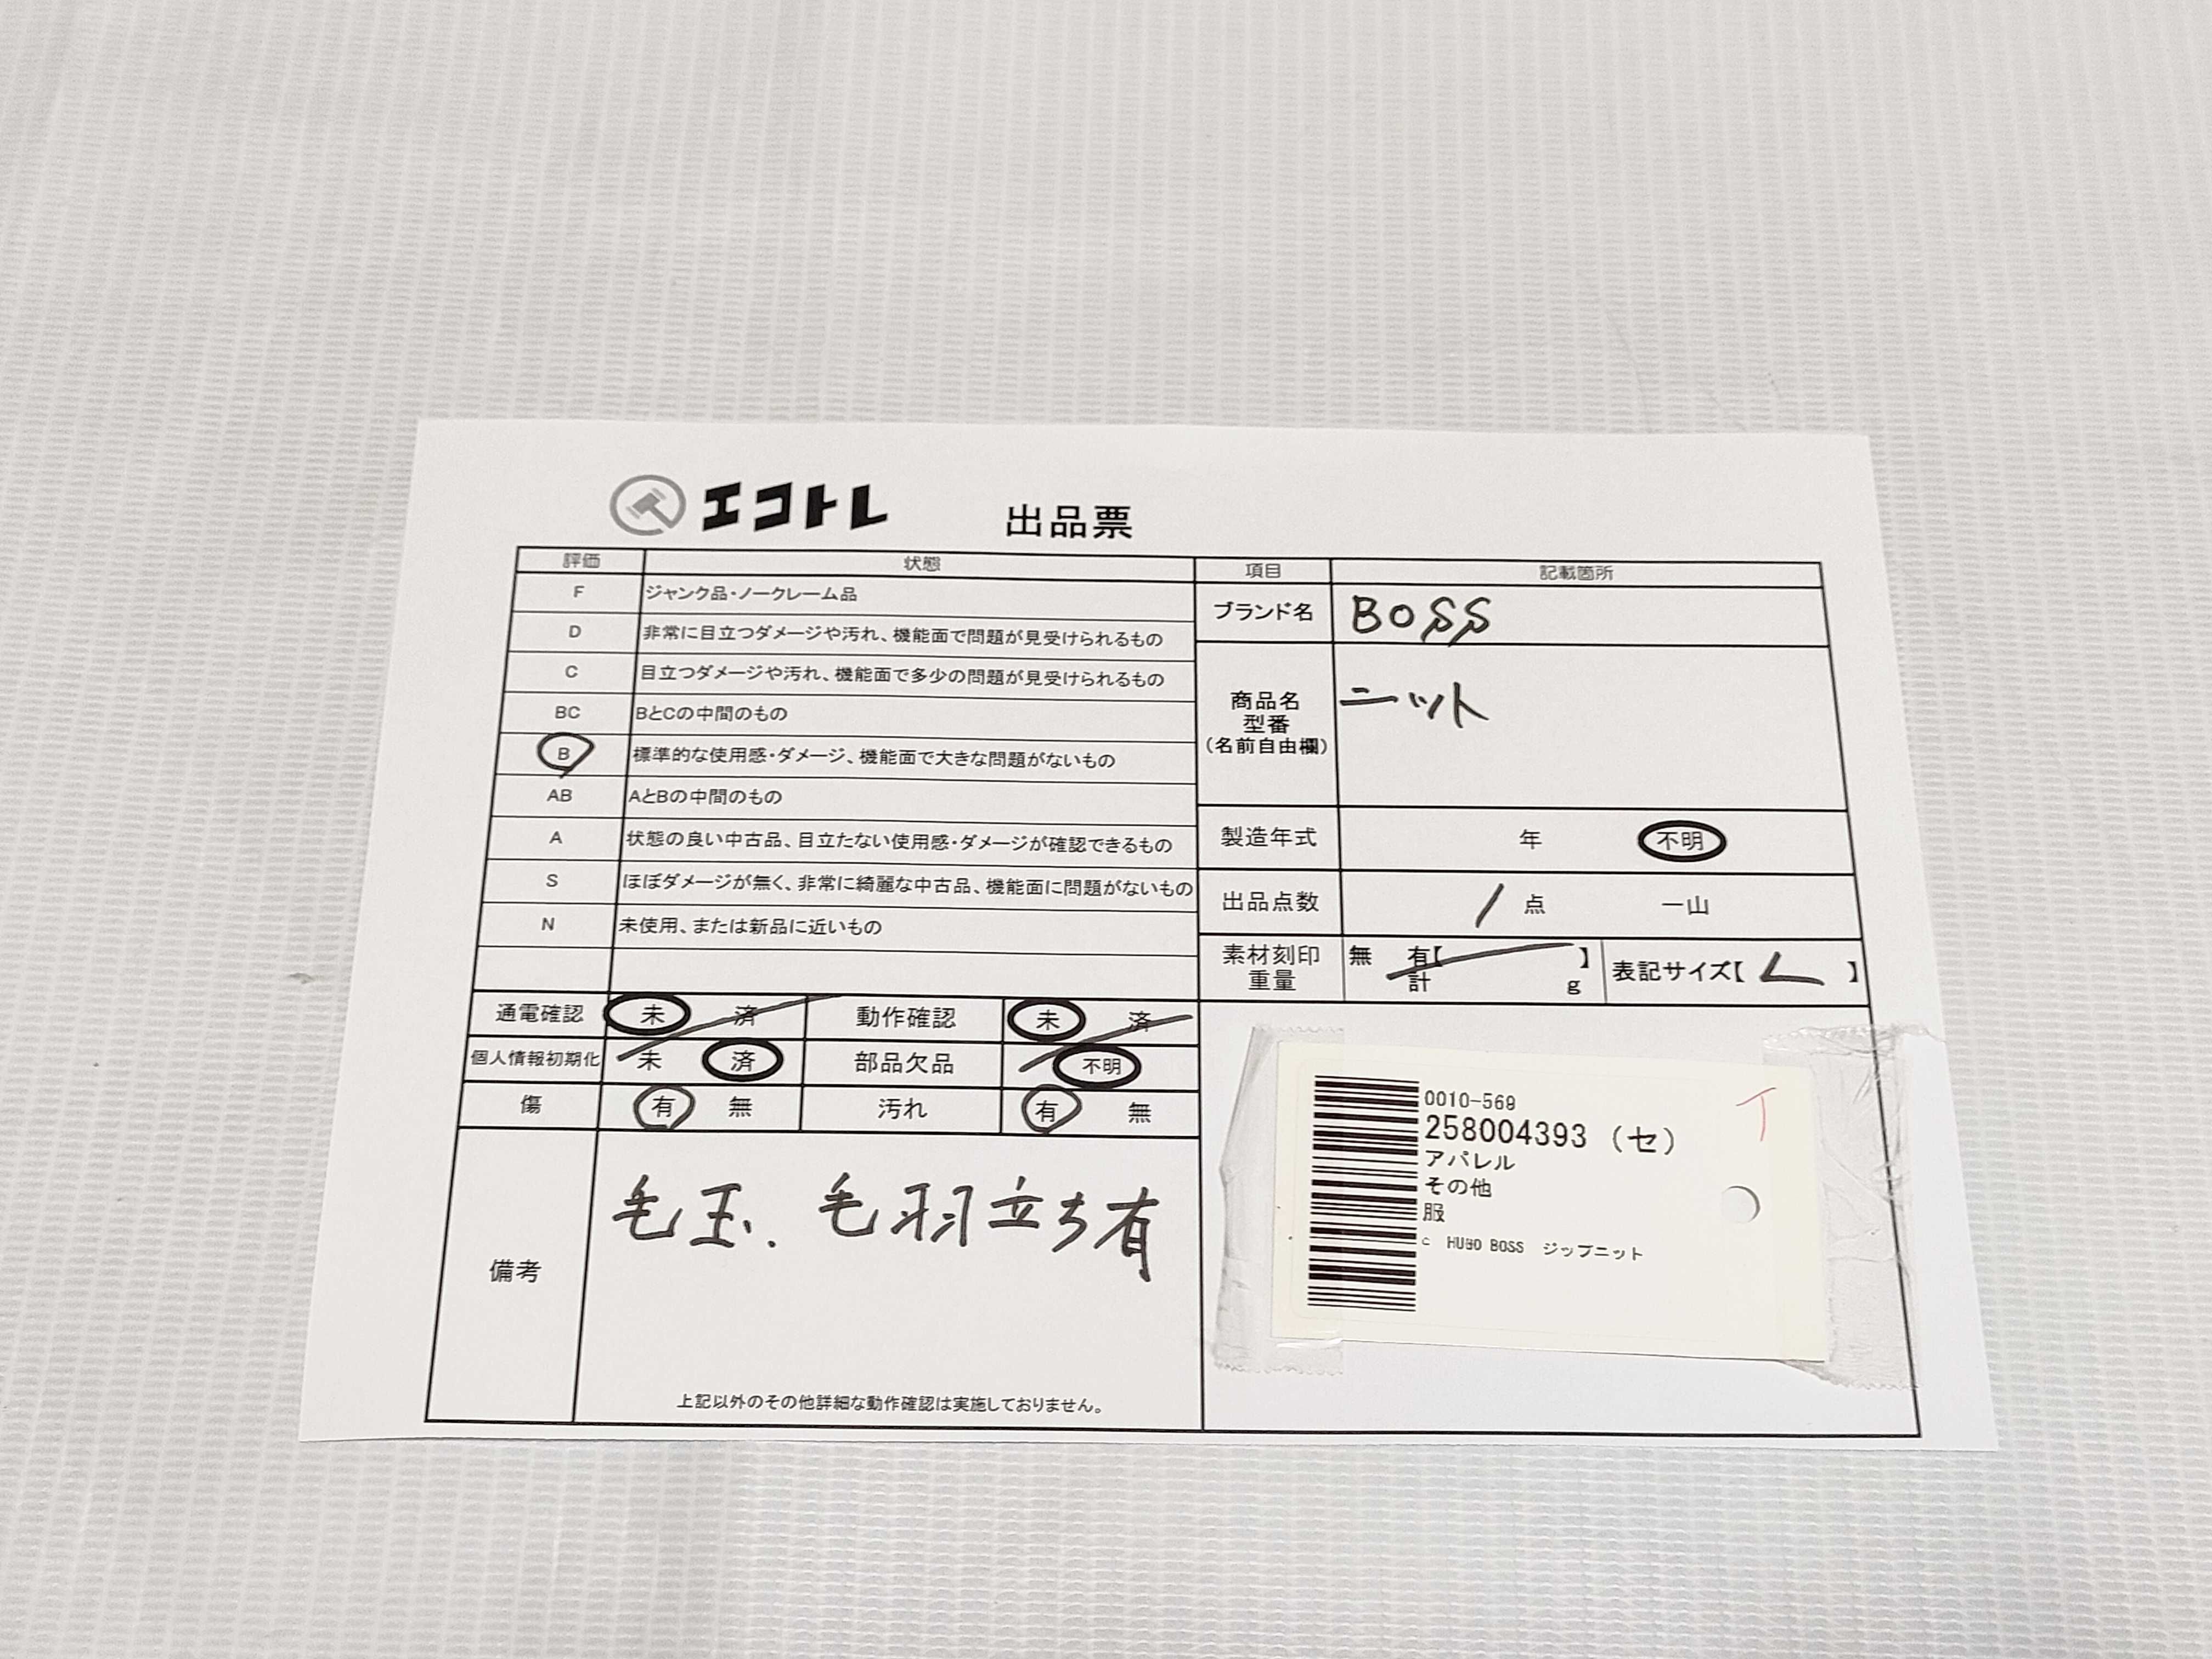 エコトレ 出品票
評価 状態
F ジャンク品・ノークレーム品
D 非常に目立つダメージや汚れ、機能面で問題が見受けられるもの
C 目立つダメージや汚れ、機能面で多少の問題が見受けられるもの
BC BとCの中間のもの
B 標準的な使用感・ダメージ、機能面で大きな問題がないもの
AB AとBの中間のもの
A 状態の良い中古品、目立たない使用感・ダメージが確認できるもの
S ほぼダメージが無く、非常に綺麗な中古品、機能面に問題がないもの
N 未使用、または新品に近いもの
通電確認 未 済 動作確認 未 済
個人情報初期化 未 済 部品欠品 不明
傷 有 無 汚れ 有 無
備考
毛玉、毛羽立ち有
上記以外のその他詳細な動作確認は実施しておりません。
項目 記載箇所
ブランド名 BOSS
商品名
型番
(名前自由欄)
ニット
製造年式 年 不明
出品点数 1 点 一山
素材刻印 無 有【 】
重量 計 g
表記サイズ【 L 】
0010-569
258004393 (セ)
アパレル
その他
服
c HUGO BOSS ジップニット
T